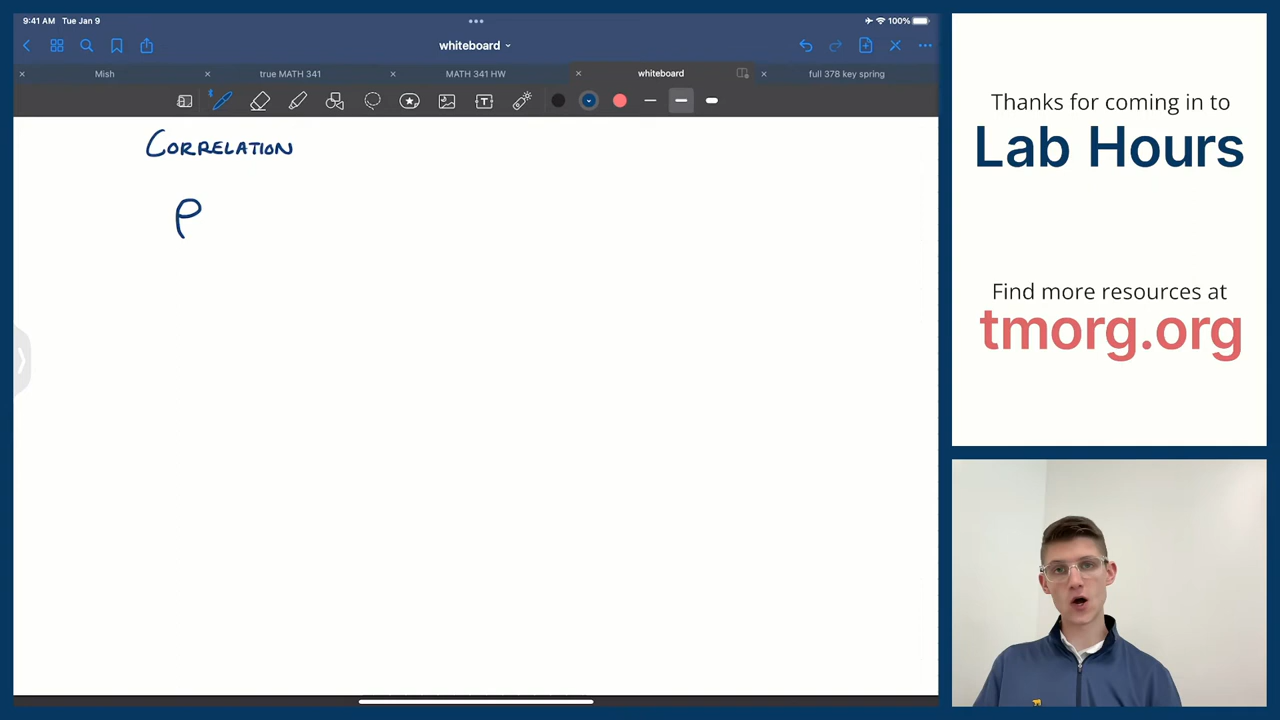 9:41 AM Tue Jan 9
100%
whiteboard
Mish
true MATH 341
MATH 341 HW
whiteboard
full 378 key spring
CORRELATION
ρ
Thanks for coming in to
Lab Hours
Find more resources at
tmorg.org